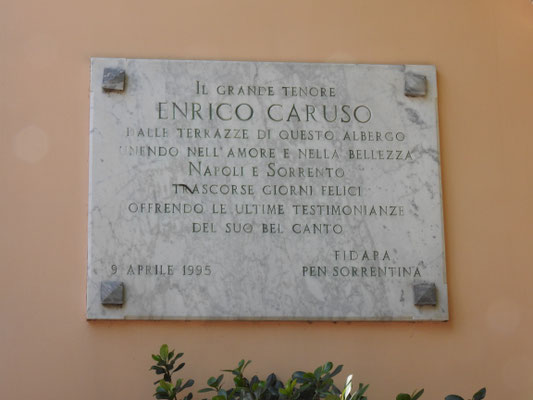 IL GRANDE TENORE
ENRICO CARUSO
DALLE TERRAZZE DI QUESTO ALBERGO
UNENDO NELL'AMORE E NELLA BELLEZZA
NAPOLI E SORRENTO
TRASCORSE GIORNI FELICI
OFFRENDO LE ULTIME TESTIMONIANZE
DEL SUO BEL CANTO
FIDAPA
9 APRILE 1995 PEN. SORRENTINA